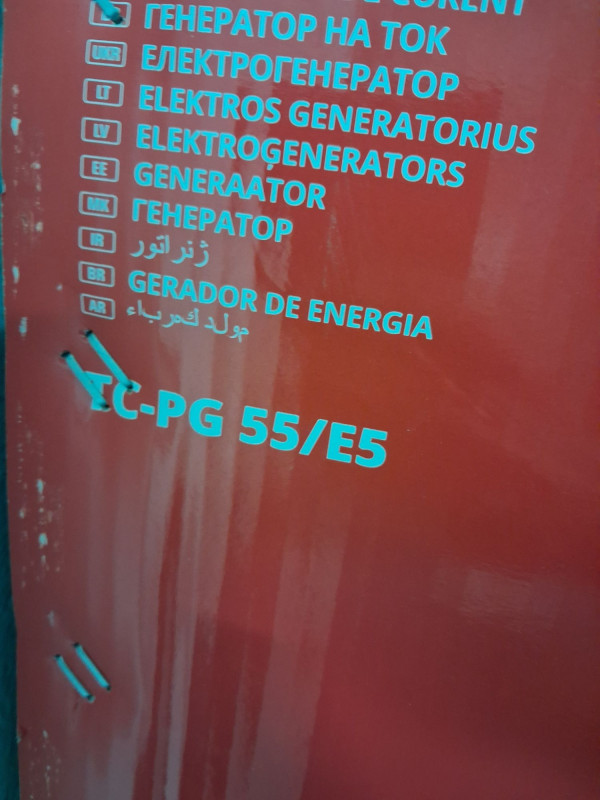 ГЕНЕРАТОР НА ТОК
UKR ЕЛЕКТРОГЕНЕРАТОР
LT ELEKTROS GENERATORIUS
LV ELEKTROĢENERATORS
EE GENERAATOR
MK ГЕНЕРАТОР
IR ژنراتور
BR GERADOR DE ENERGIA
AR مولد كهرباء
TC-PG 55/E5